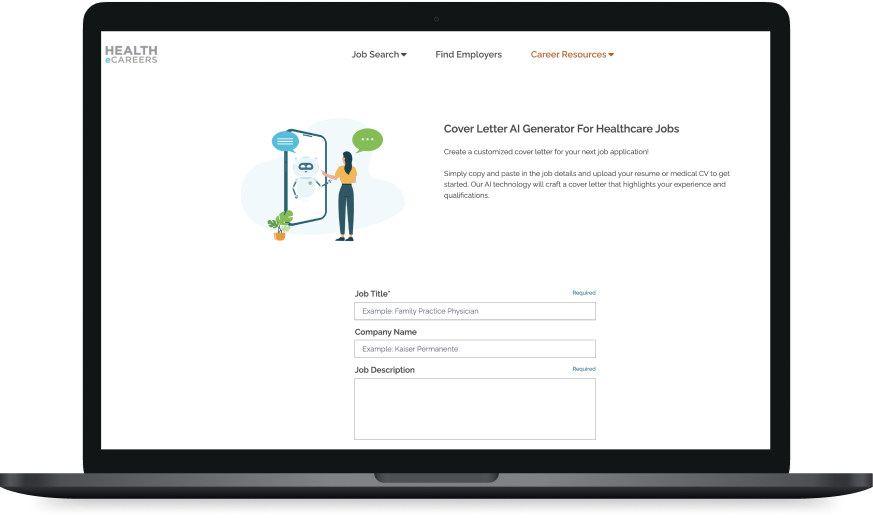 HEALTH
eCAREERS
Job Search
Find Employers
Career Resources
Cover Letter AI Generator For Healthcare Jobs
Create a customized cover letter for your next job application!
Simply copy and paste in the job details and upload your resume or medical CV to get
started. Our AI technology will craft a cover letter that highlights your experience and
qualifications.
Job Title*
Required
Example: Family Practice Physician
Company Name
Example: Kaiser Permanente
Job Description
Required